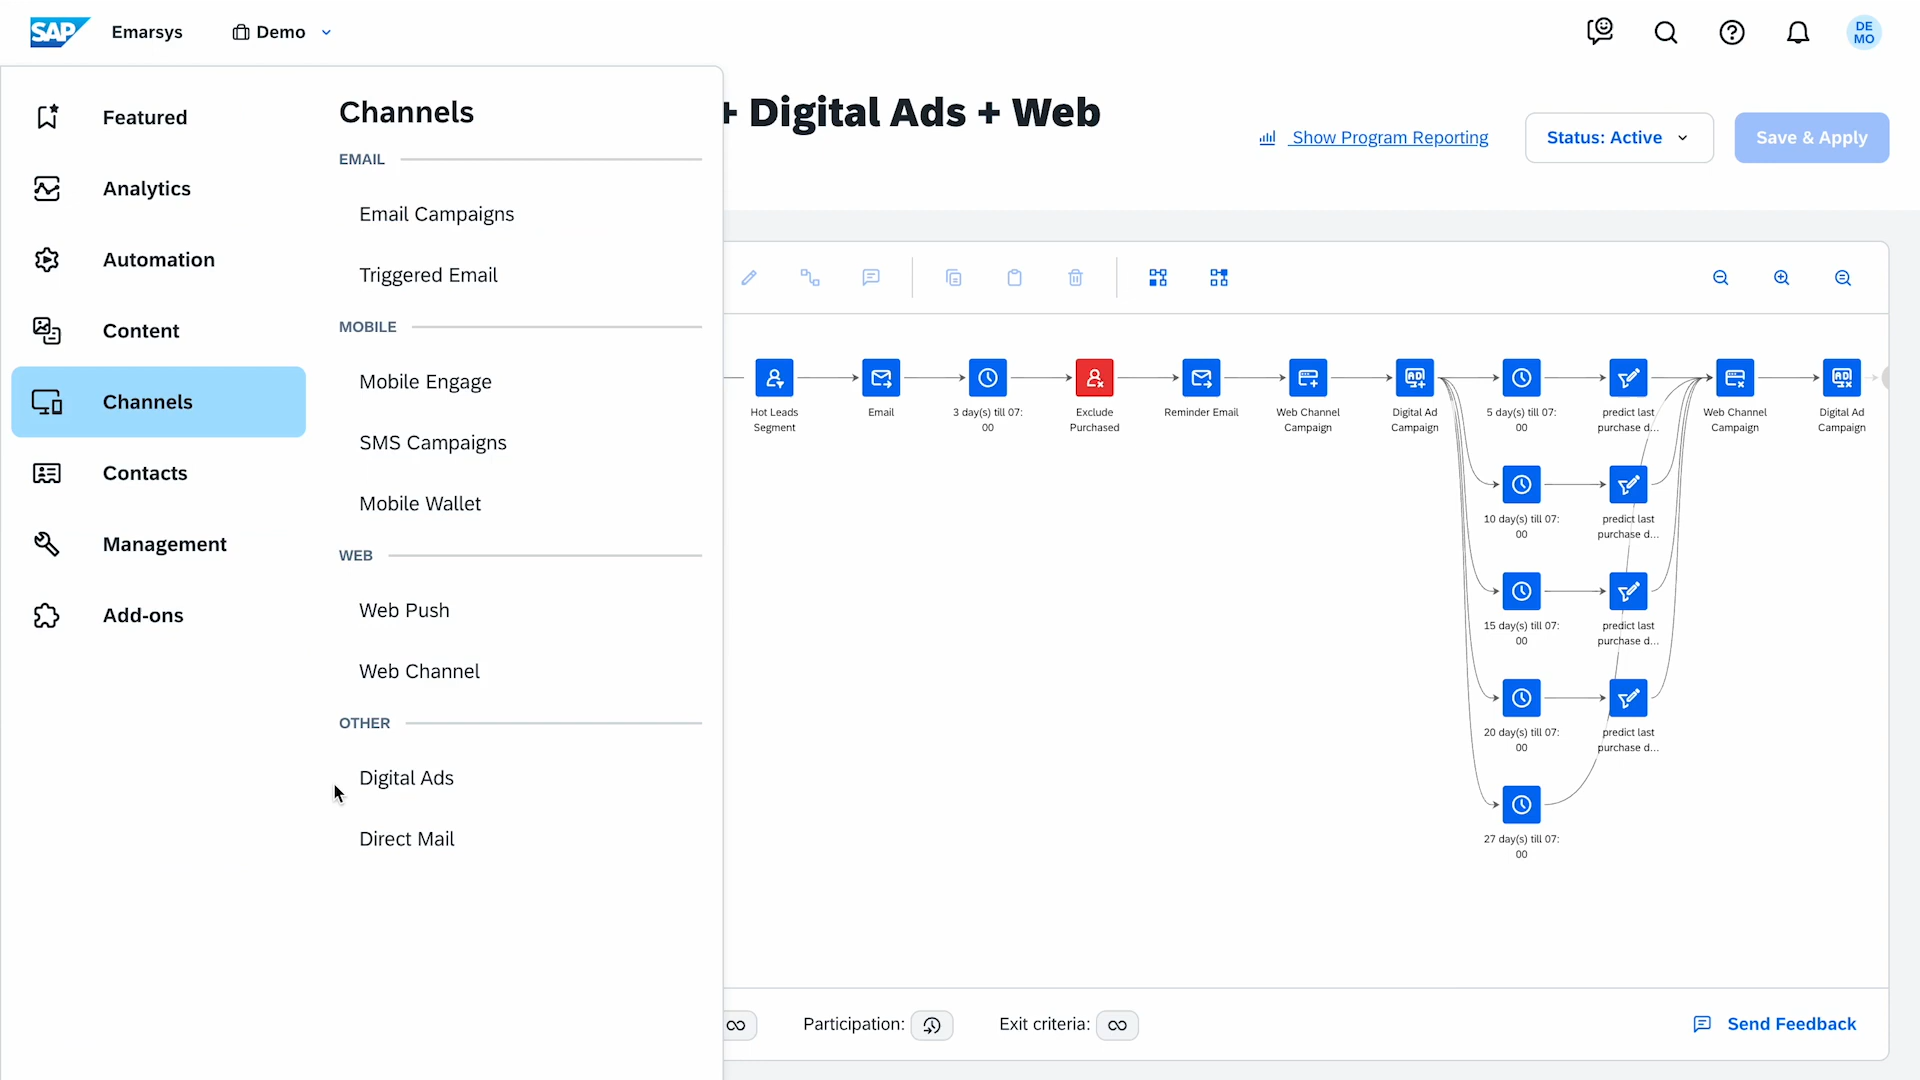 SAP Emarsys Demo
DE
MO
Featured
Analytics
Automation
Content
Channels
Contacts
Management
Add-ons
Channels
EMAIL
Email Campaigns
Triggered Email
MOBILE
Mobile Engage
SMS Campaigns
Mobile Wallet
WEB
Web Push
Web Channel
OTHER
Digital Ads
Direct Mail
+ Digital Ads + Web
Show Program Reporting
Status: Active
Save & Apply
Hot Leads
Segment
Email
3 day(s) till 07:
00
Exclude
Purchased
Reminder Email
Web Channel
Campaign
AD
Digital Ad
Campaign
5 day(s) till 07:
00
predict last
purchase d...
Web Channel
Campaign
AD
Digital Ad
Campaign
10 day(s) till 07:
00
predict last
purchase d...
15 day(s) till 07:
00
predict last
purchase d...
20 day(s) till 07:
00
predict last
purchase d...
27 day(s) till 07:
00
Participation:
Exit criteria:
Send Feedback